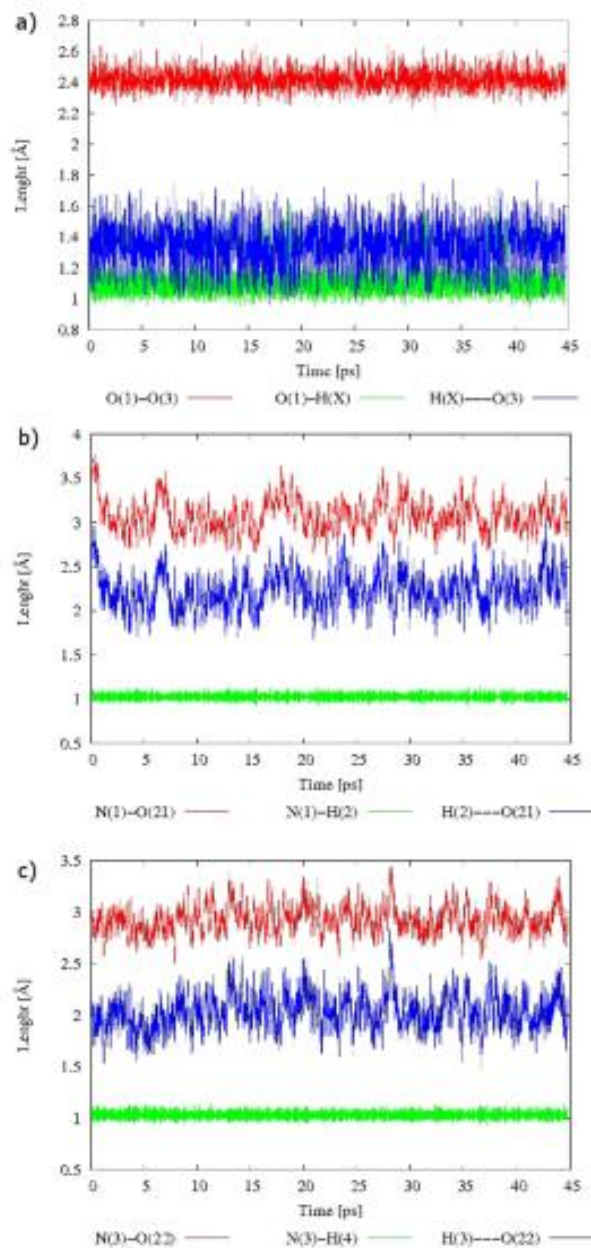 a)
2.8
2.6
2.4
2.2
2
1.8
1.6
1.4
1.2
1
0.8
Lenght [Å]
0 5 10 15 20 25 30 35 40 45
Time [ps]
O(1)–O(3) O(1)–H(X) H(X)---O(3)
b)
4
3.5
3
2.5
2
1.5
1
0.5
Lenght [Å]
0 5 10 15 20 25 30 35 40 45
Time [ps]
N(1)–O(21) N(1)–H(2) H(2)---O(21)
c)
3.5
3
2.5
2
1.5
1
0.5
Lenght [Å]
0 5 10 15 20 25 30 35 40 45
Time [ps]
N(3)–O(22) N(3)–H(4) H(3)---O(22)